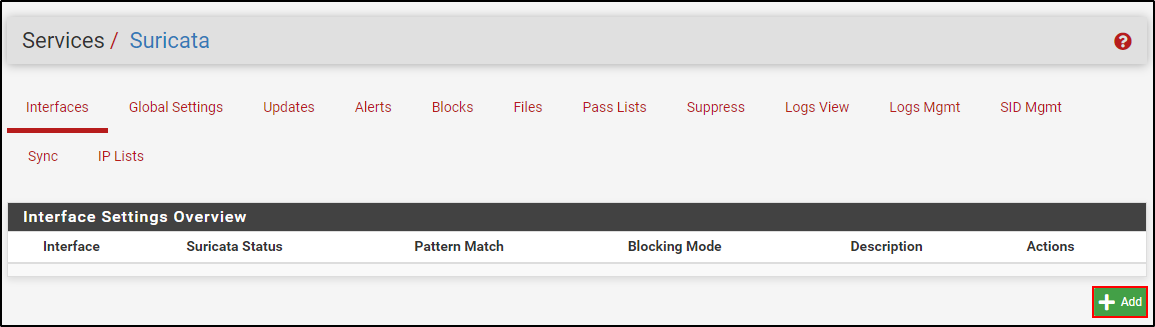 Services / Suricata
Interfaces Global Settings Updates Alerts Blocks Files Pass Lists Suppress Logs View Logs Mgmt SID Mgmt
Sync IP Lists
Interface Settings Overview
Interface Suricata Status Pattern Match Blocking Mode Description Actions
Add